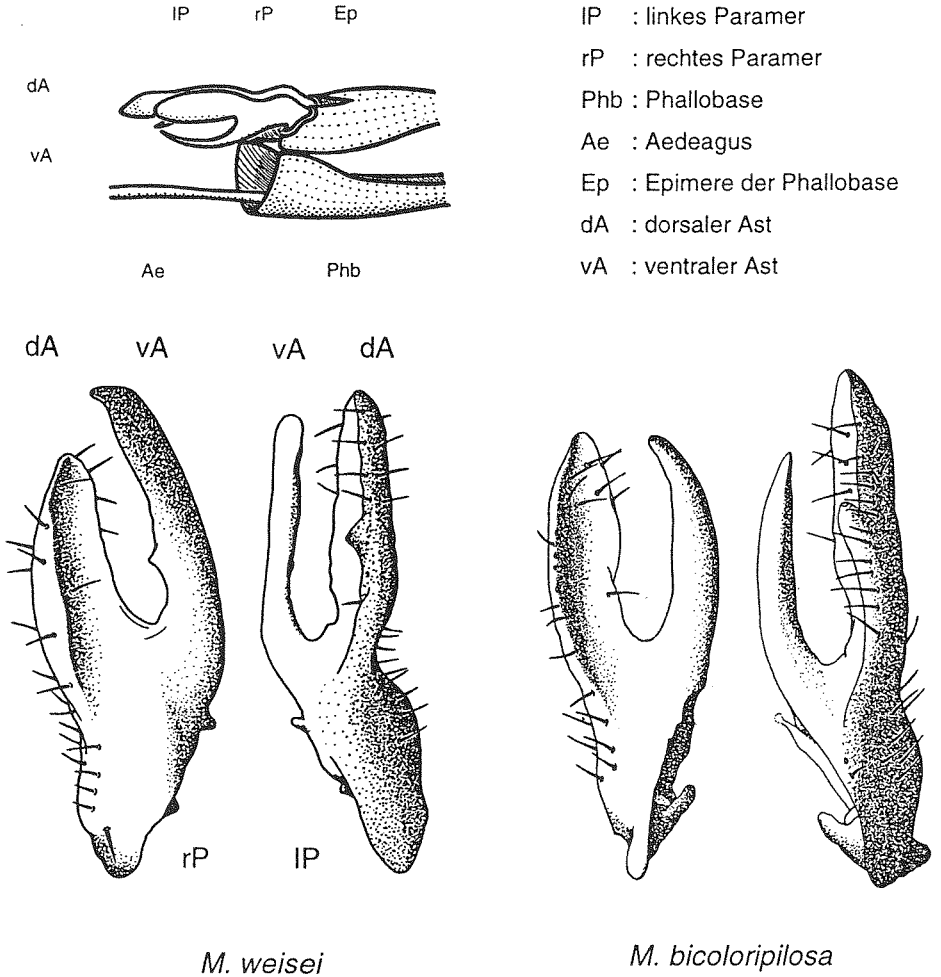 lP rP Ep
dA
vA
Ae Phb
lP : linkes Paramer
rP : rechtes Paramer
Phb : Phallobase
Ae : Aedeagus
Ep : Epimere der Phallobase
dA : dorsaler Ast
vA : ventraler Ast
dA vA vA dA
rP lP
M. weisei
M. bicoloripilosa